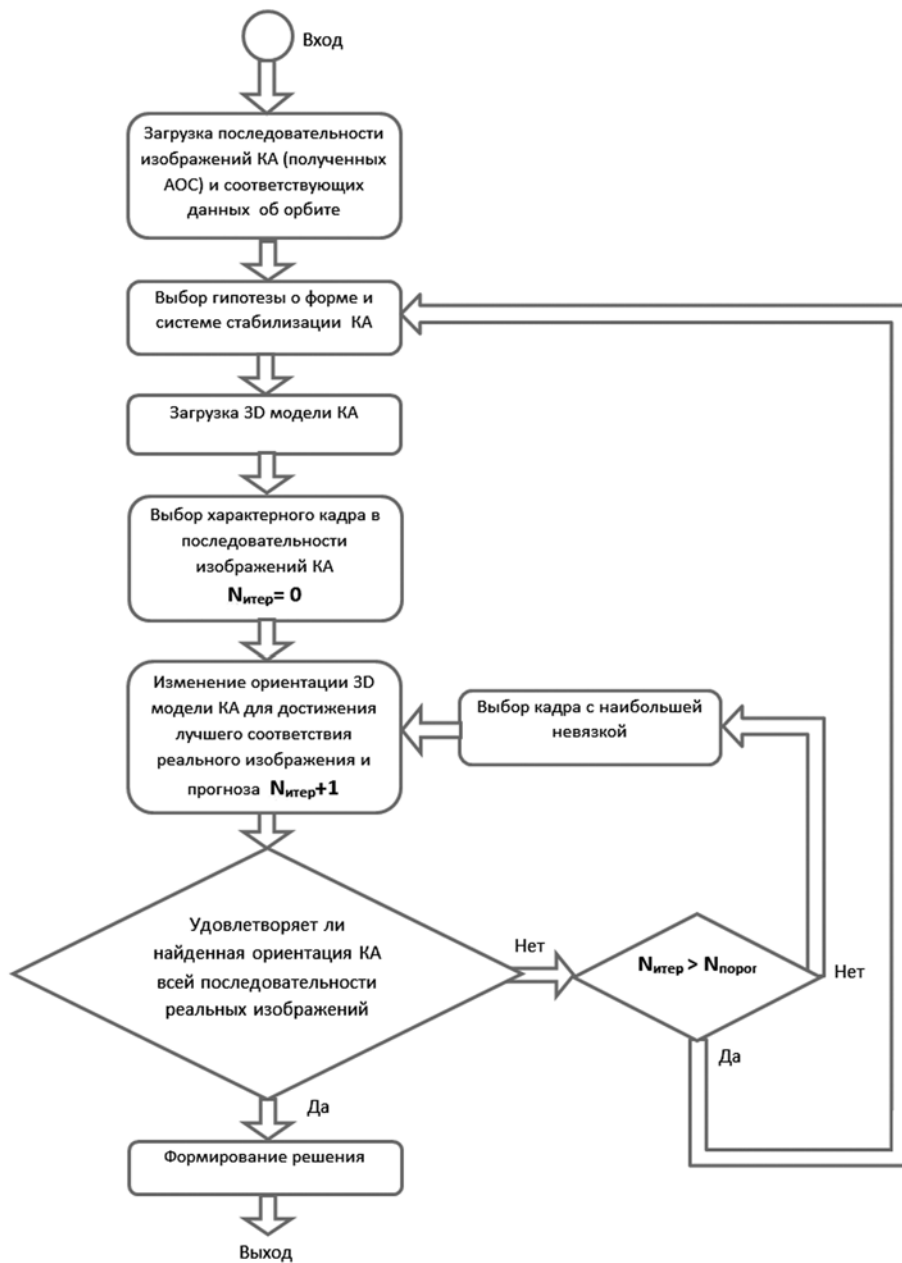 Вход
Загрузка последовательности
изображений КА (полученных
АОС) и соответствующих
данных об орбите
Выбор гипотезы о форме и
системе стабилизации КА
Загрузка 3D модели КА
Выбор характерного кадра в
последовательности
изображений КА
Nитер= 0
Изменение ориентации 3D
модели КА для достижения
лучшего соответствия
реального изображения и
прогноза Nитер+1
Выбор кадра с наибольшей
невязкой
Удовлетворяет ли
найденная ориентация КА
всей последовательности
реальных изображений
Нет
Nитер > Nпорог
Нет
Да
Да
Формирование решения
Выход